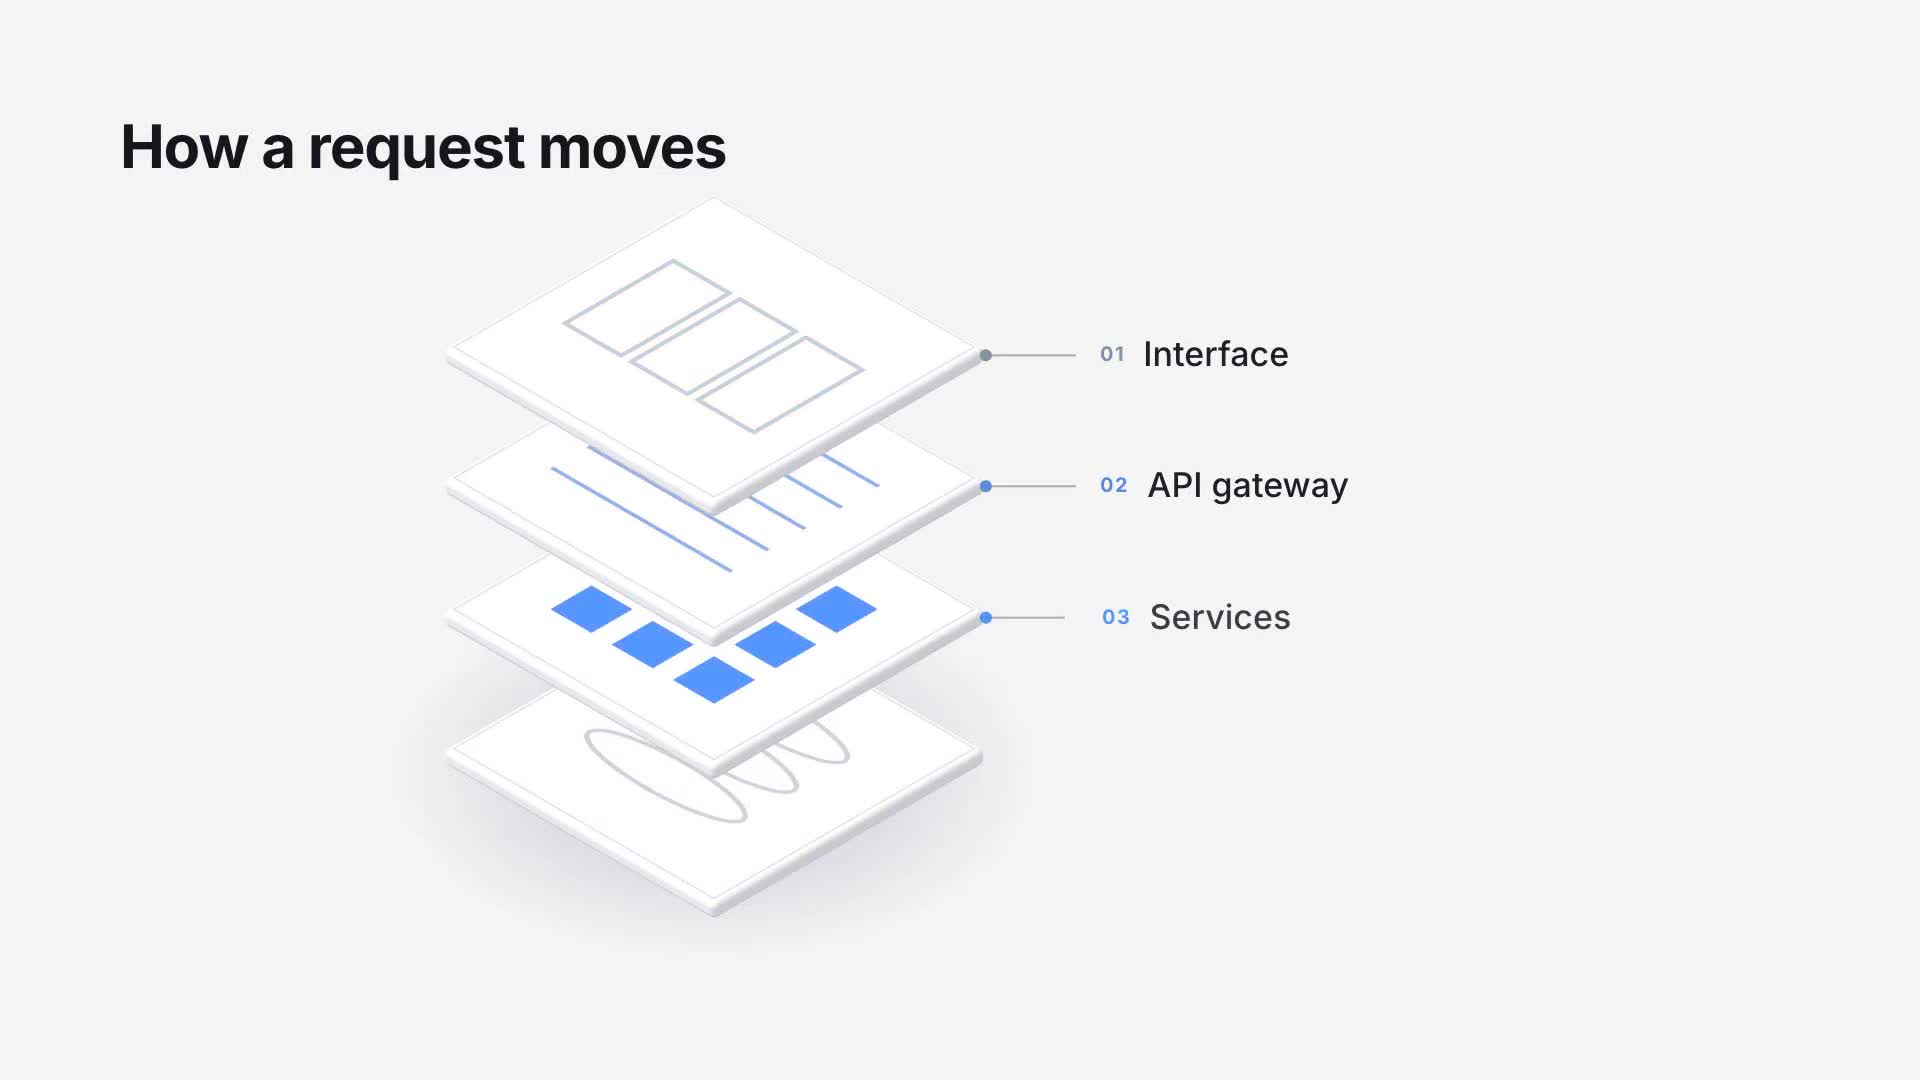 How a request moves
01 Interface
02 API gateway
03 Services